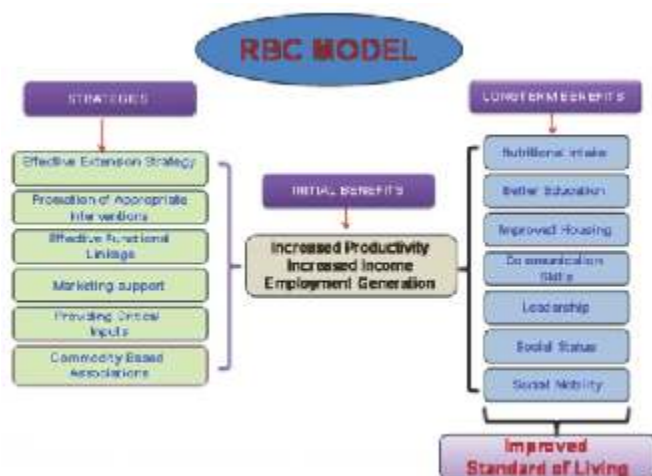 RBC MODEL
STRATEGIES
Effective Extension Strategy
Promotion of Appropriate
Interventions
Effective Functional
Linkage
Marketing support
Providing Critical
Inputs
Commodity Based
Associations
INITIAL BENEFITS
Increased Productivity
Increased Income
Employment Generation
LONGTERM BENEFITS
Nutritional Intake
Better Education
Improved Housing
Communication
Skills
Leadership
Social Status
Social Mobility
Improved
Standard of Living